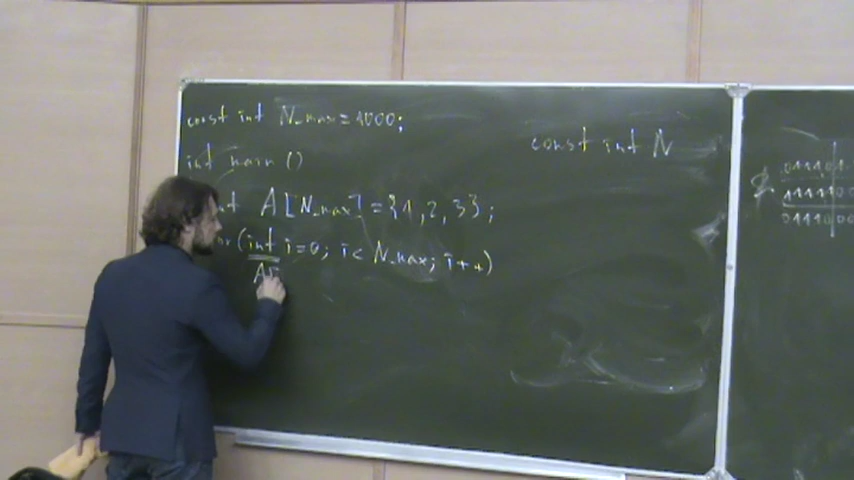 const int N_max = 1000;
int main ()
A [N_max] = {1, 2, 3};
(int i=0; i < N_max; i++)
A[
const int N